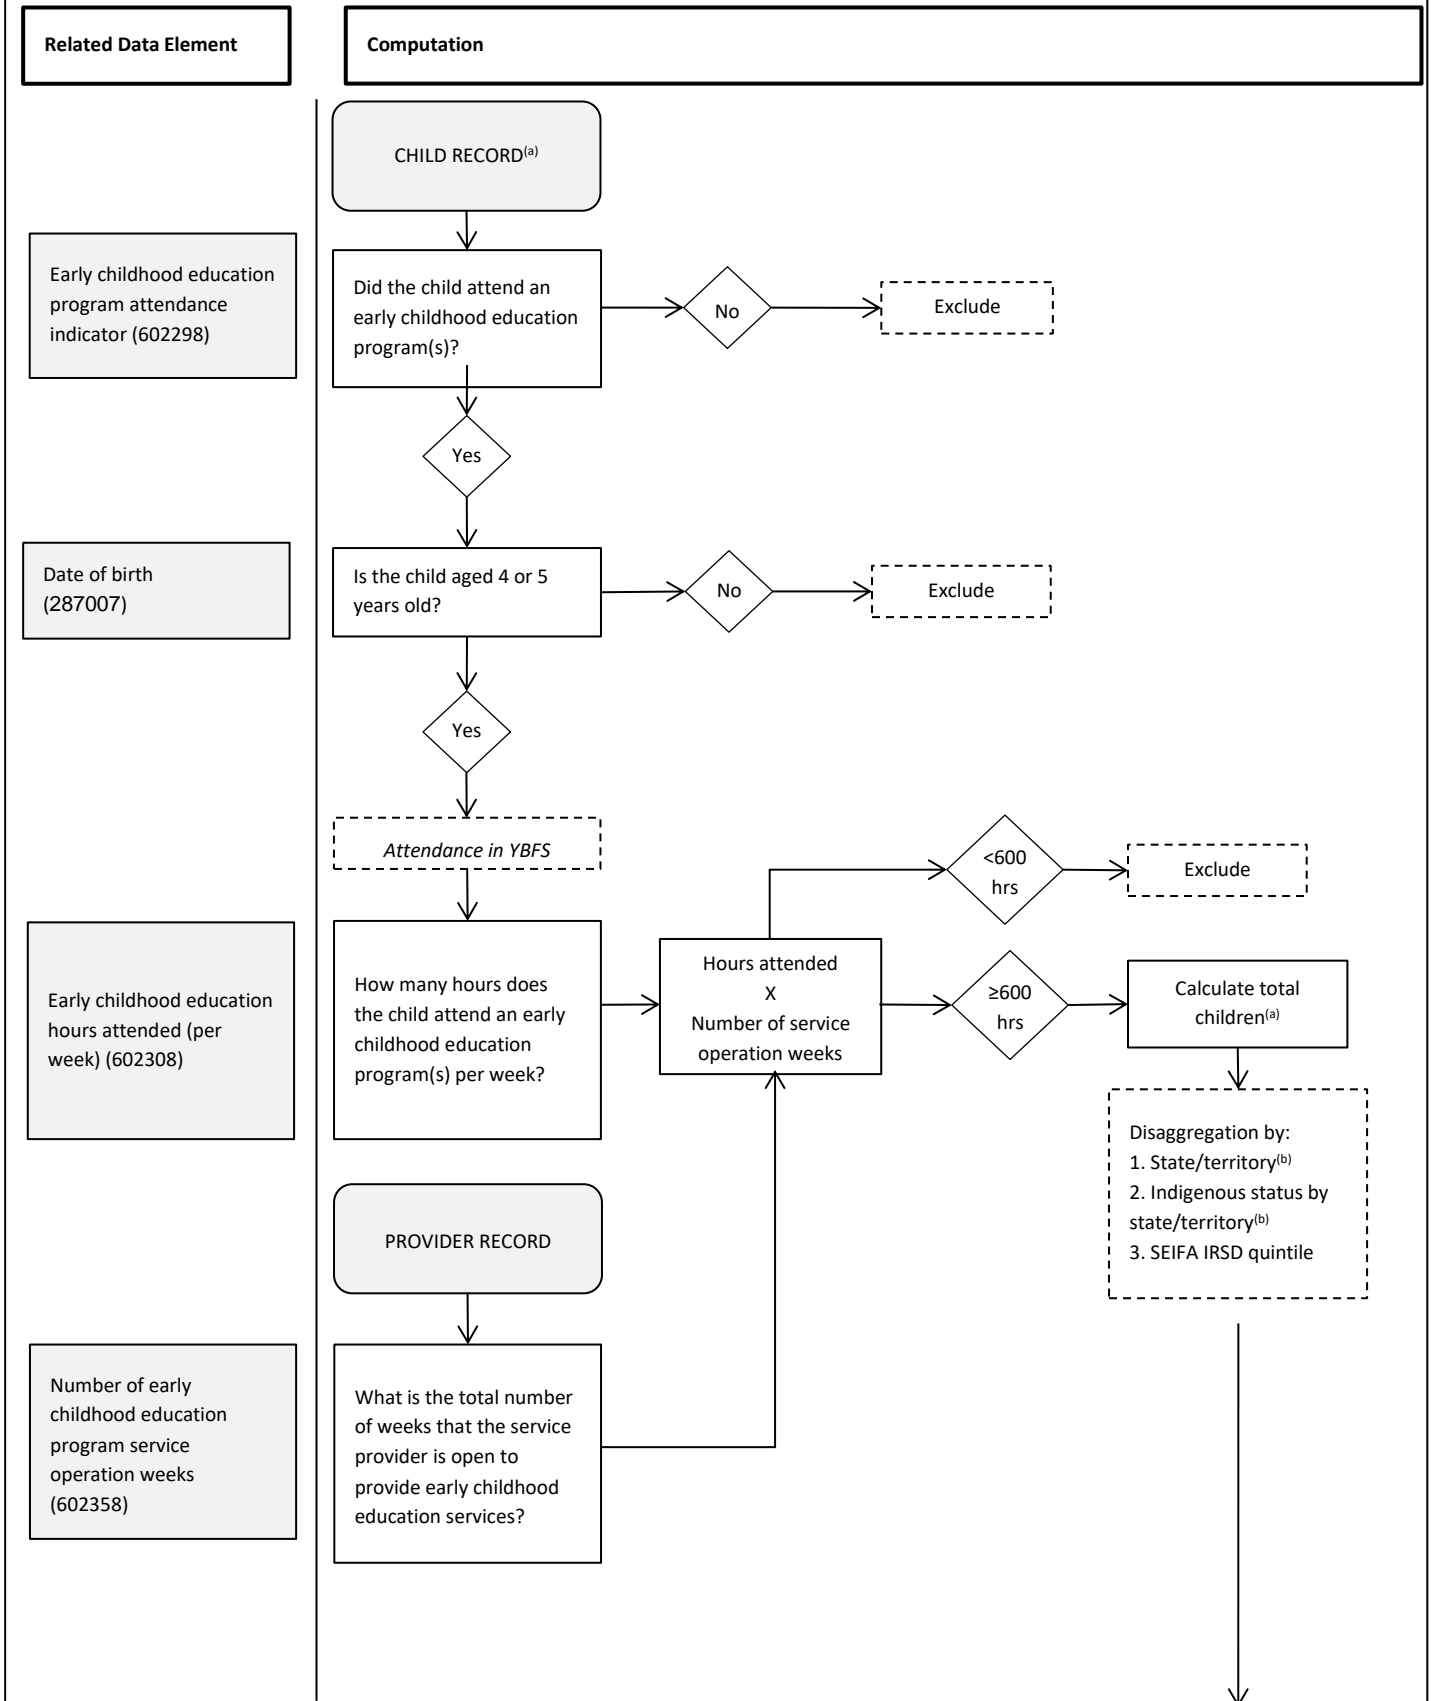 Related Data Element
Computation
CHILD RECORD(a)
Early childhood education
program attendance
indicator (602298)
Did the child attend an
early childhood education
program(s)?
No
Exclude
Yes
Date of birth
(287007)
Is the child aged 4 or 5
years old?
No
Exclude
Yes
Attendance in YBFS
<600
hrs
Exclude
Early childhood education
hours attended (per
week) (602308)
How many hours does
the child attend an early
childhood education
program(s) per week?
Hours attended
X
Number of service
operation weeks
≥600
hrs
Calculate total
children(a)
Disaggregation by:
1. State/territory(b)
2. Indigenous status by
state/territory(b)
3. SEIFA IRSD quintile
PROVIDER RECORD
Number of early
childhood education
program service
operation weeks
(602358)
What is the total number
of weeks that the service
provider is open to
provide early childhood
education services?